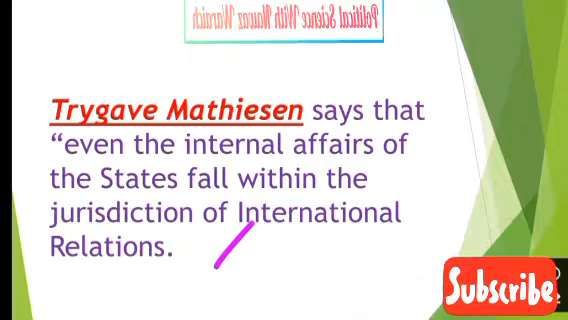 Political Science With Nawaz Waraich
Trygave Mathiesen says that
“even the internal affairs of
the States fall within the
jurisdiction of International
Relations.
Subscribe